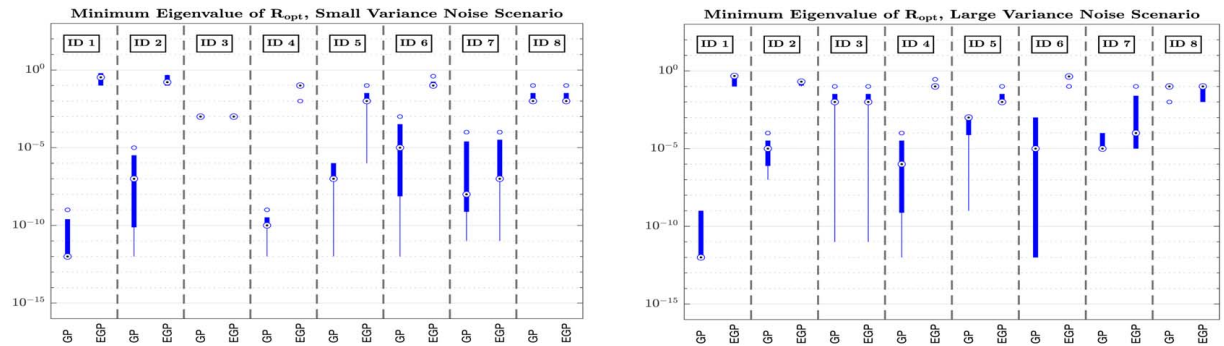 Minimum Eigenvalue of R_opt, Small Variance Noise Scenario
ID 1 ID 2 ID 3 ID 4 ID 5 ID 6 ID 7 ID 8
10^0
10^-5
10^-10
10^-15
GP EGP GP EGP GP EGP GP EGP GP EGP GP EGP GP EGP GP EGP
Minimum Eigenvalue of R_opt, Large Variance Noise Scenario
ID 1 ID 2 ID 3 ID 4 ID 5 ID 6 ID 7 ID 8
10^0
10^-5
10^-10
10^-15
GP EGP GP EGP GP EGP GP EGP GP EGP GP EGP GP EGP GP EGP